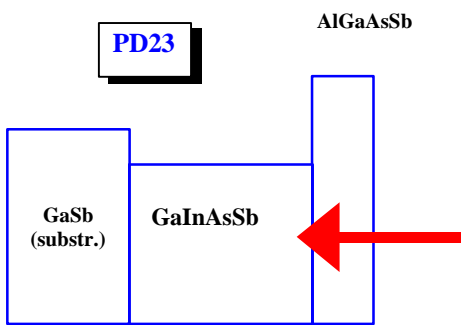 AlGaAsSb
PD23
GaSb
(substr.)
GaInAsSb